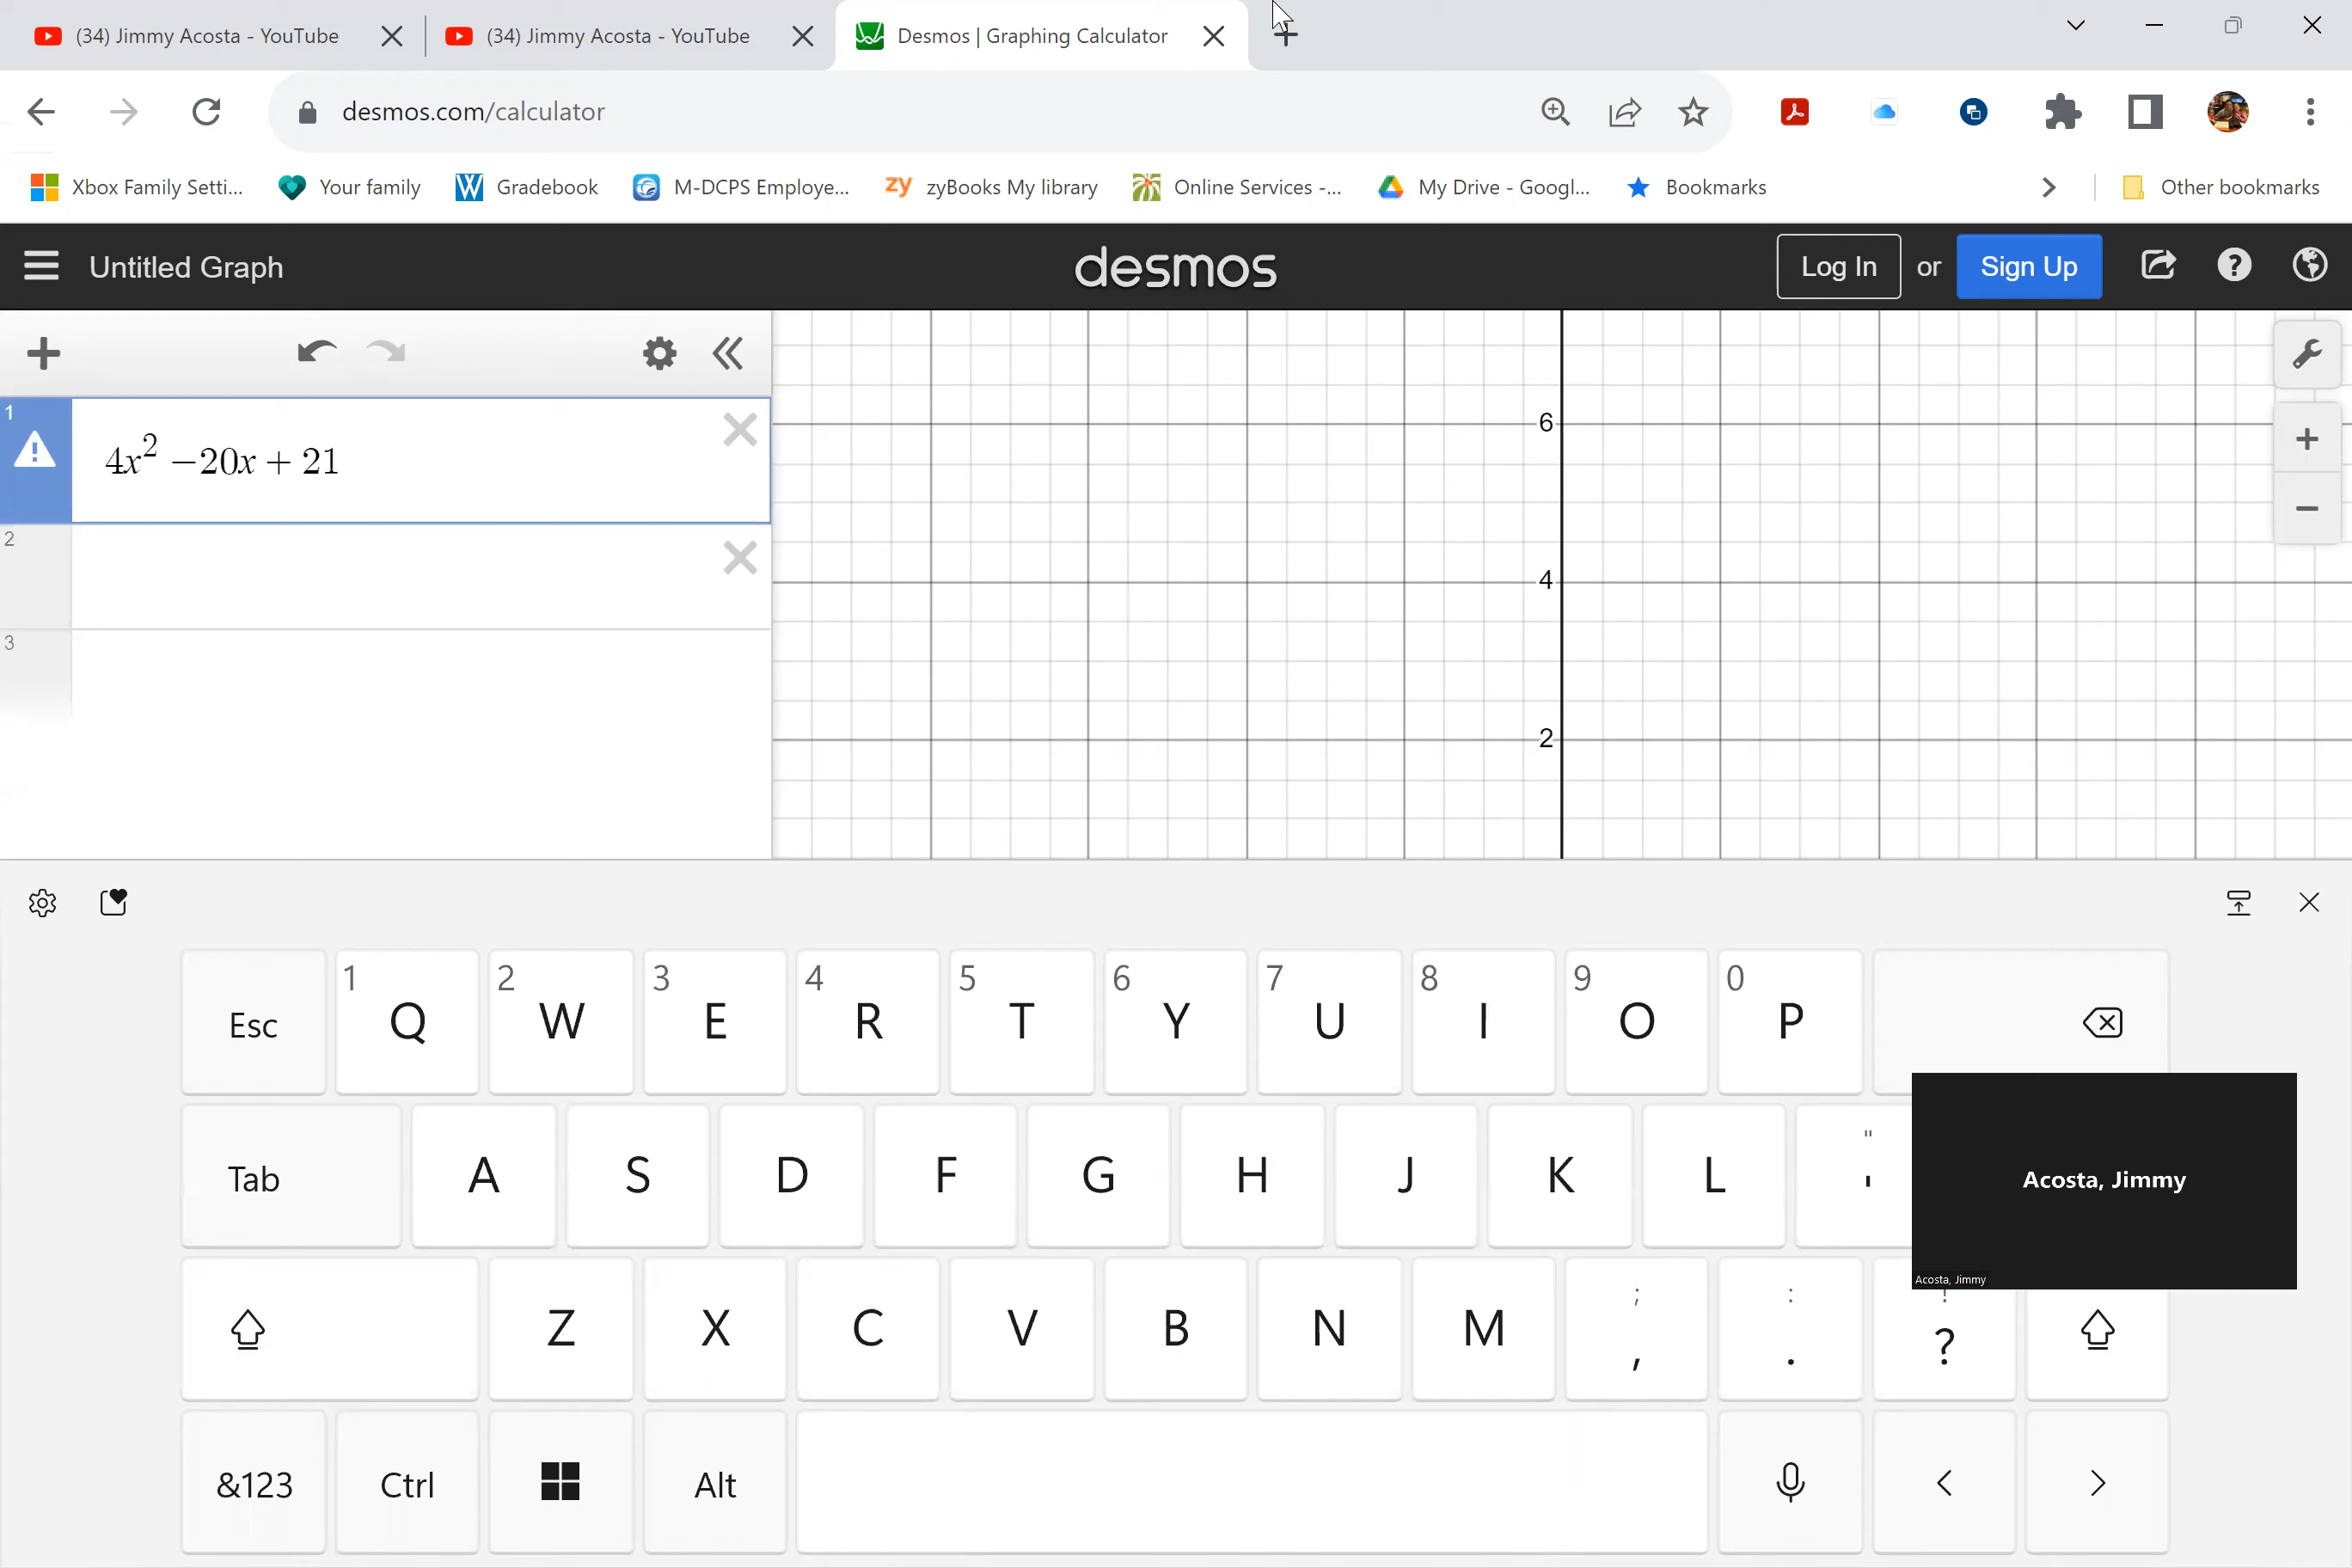 (34) Jimmy Acosta - YouTube (34) Jimmy Acosta - YouTube Desmos | Graphing Calculator
desmos.com/calculator
Xbox Family Setti... Your family Gradebook M-DCPS Employe... zyBooks My library Online Services -... My Drive - Googl... Bookmarks Other bookmarks
Untitled Graph desmos Log In or Sign Up
1
4x² −20x + 21
2
3
6
4
2
Esc 1 Q 2 W 3 E 4 R 5 T 6 Y 7 U 8 I 9 O 0 P
Tab A S D F G H J K L " '
Acosta, Jimmy
Acosta, Jimmy
Z X C V B N M ; , : . ! ?
&123 Ctrl Alt < >